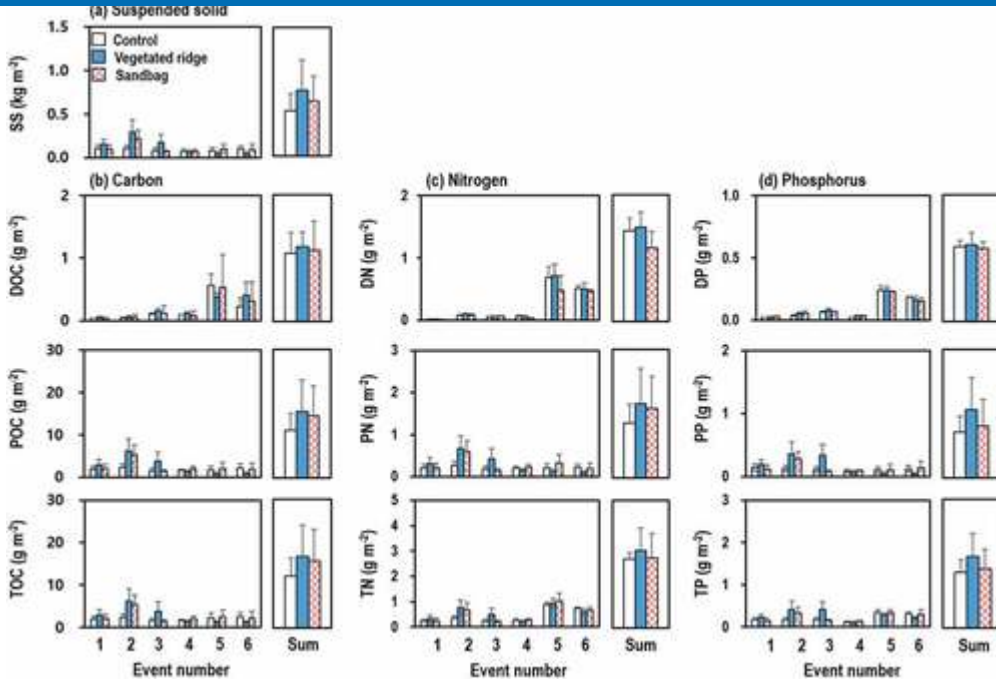 (a) Suspended solid
1.5
1.0
0.5
0.0
SS (kg m⁻²)
Control
Vegetated ridge
Sandbag
(b) Carbon
(c) Nitrogen
(d) Phosphorus
2
1
0
DOC (g m⁻²)
2
1
0
DN (g m⁻²)
1.0
0.5
0.0
DP (g m⁻²)
30
20
10
0
POC (g m⁻²)
3
2
1
0
PN (g m⁻²)
2
1
0
PP (g m⁻²)
30
20
10
0
TOC (g m⁻²)
5
4
3
2
1
0
TN (g m⁻²)
3
2
1
0
TP (g m⁻²)
1 2 3 4 5 6 Sum
1 2 3 4 5 6 Sum
1 2 3 4 5 6 Sum
Event number
Event number
Event number